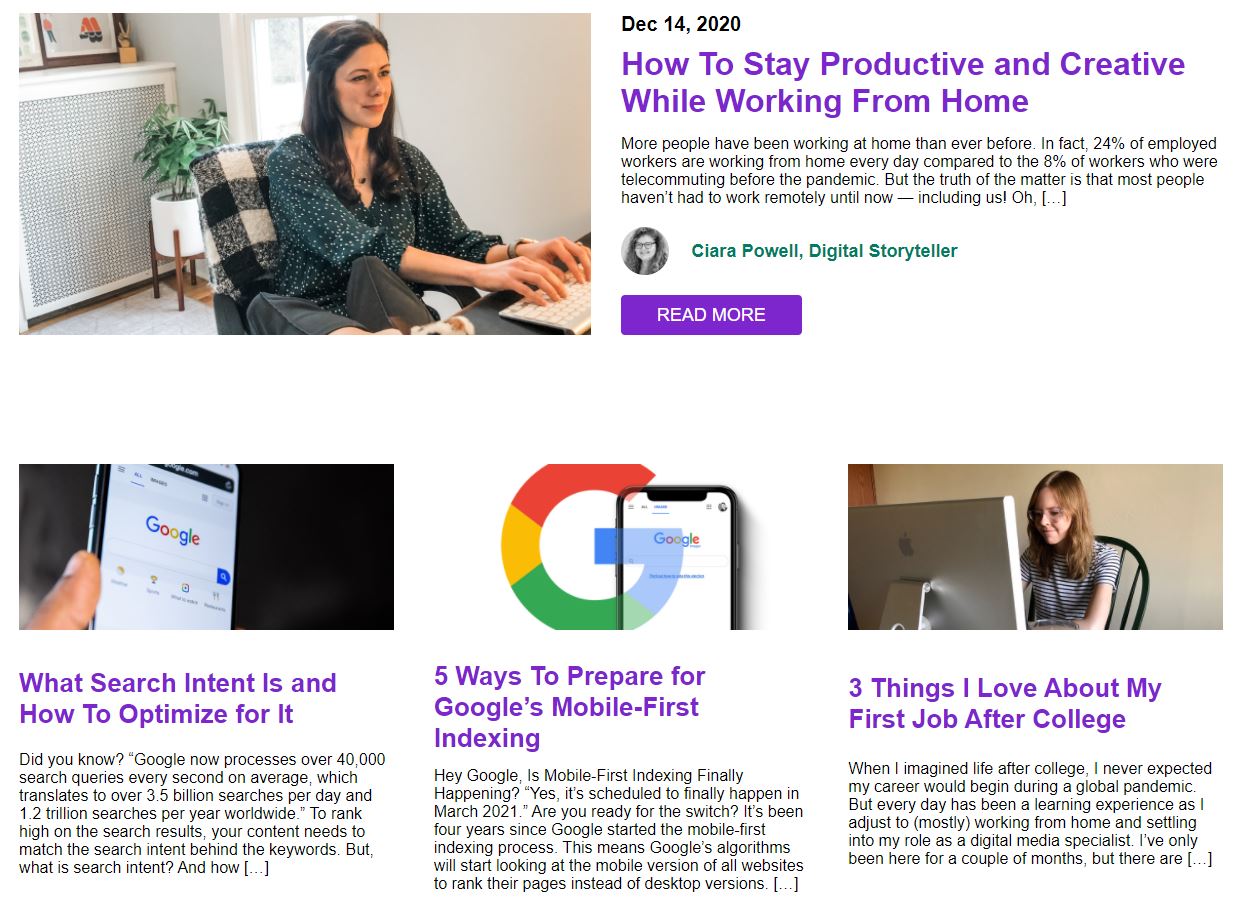 Dec 14, 2020
How To Stay Productive and Creative
While Working From Home
More people have been working at home than ever before. In fact, 24% of employed
workers are working from home every day compared to the 8% of workers who were
telecommuting before the pandemic. But the truth of the matter is that most people
haven’t had to work remotely until now — including us! Oh, […]
Ciara Powell, Digital Storyteller
READ MORE
google.com
ALL IMAGES
Google
Google
What Search Intent Is and
How To Optimize for It
Did you know? “Google now processes over 40,000
search queries every second on average, which
translates to over 3.5 billion searches per day and
1.2 trillion searches per year worldwide.” To rank
high on the search results, your content needs to
match the search intent behind the keywords. But,
what is search intent? And how […]
5 Ways To Prepare for
Google’s Mobile-First
Indexing
Hey Google, Is Mobile-First Indexing Finally
Happening? “Yes, it’s scheduled to finally happen in
March 2021.” Are you ready for the switch? It’s been
four years since Google started the mobile-first
indexing process. This means Google’s algorithms
will start looking at the mobile version of all websites
to rank their pages instead of desktop versions. […]
3 Things I Love About My
First Job After College
When I imagined life after college, I never expected
my career would begin during a global pandemic.
But every day has been a learning experience as I
adjust to (mostly) working from home and settling
into my role as a digital media specialist. I’ve only
been here for a couple of months, but there are […]